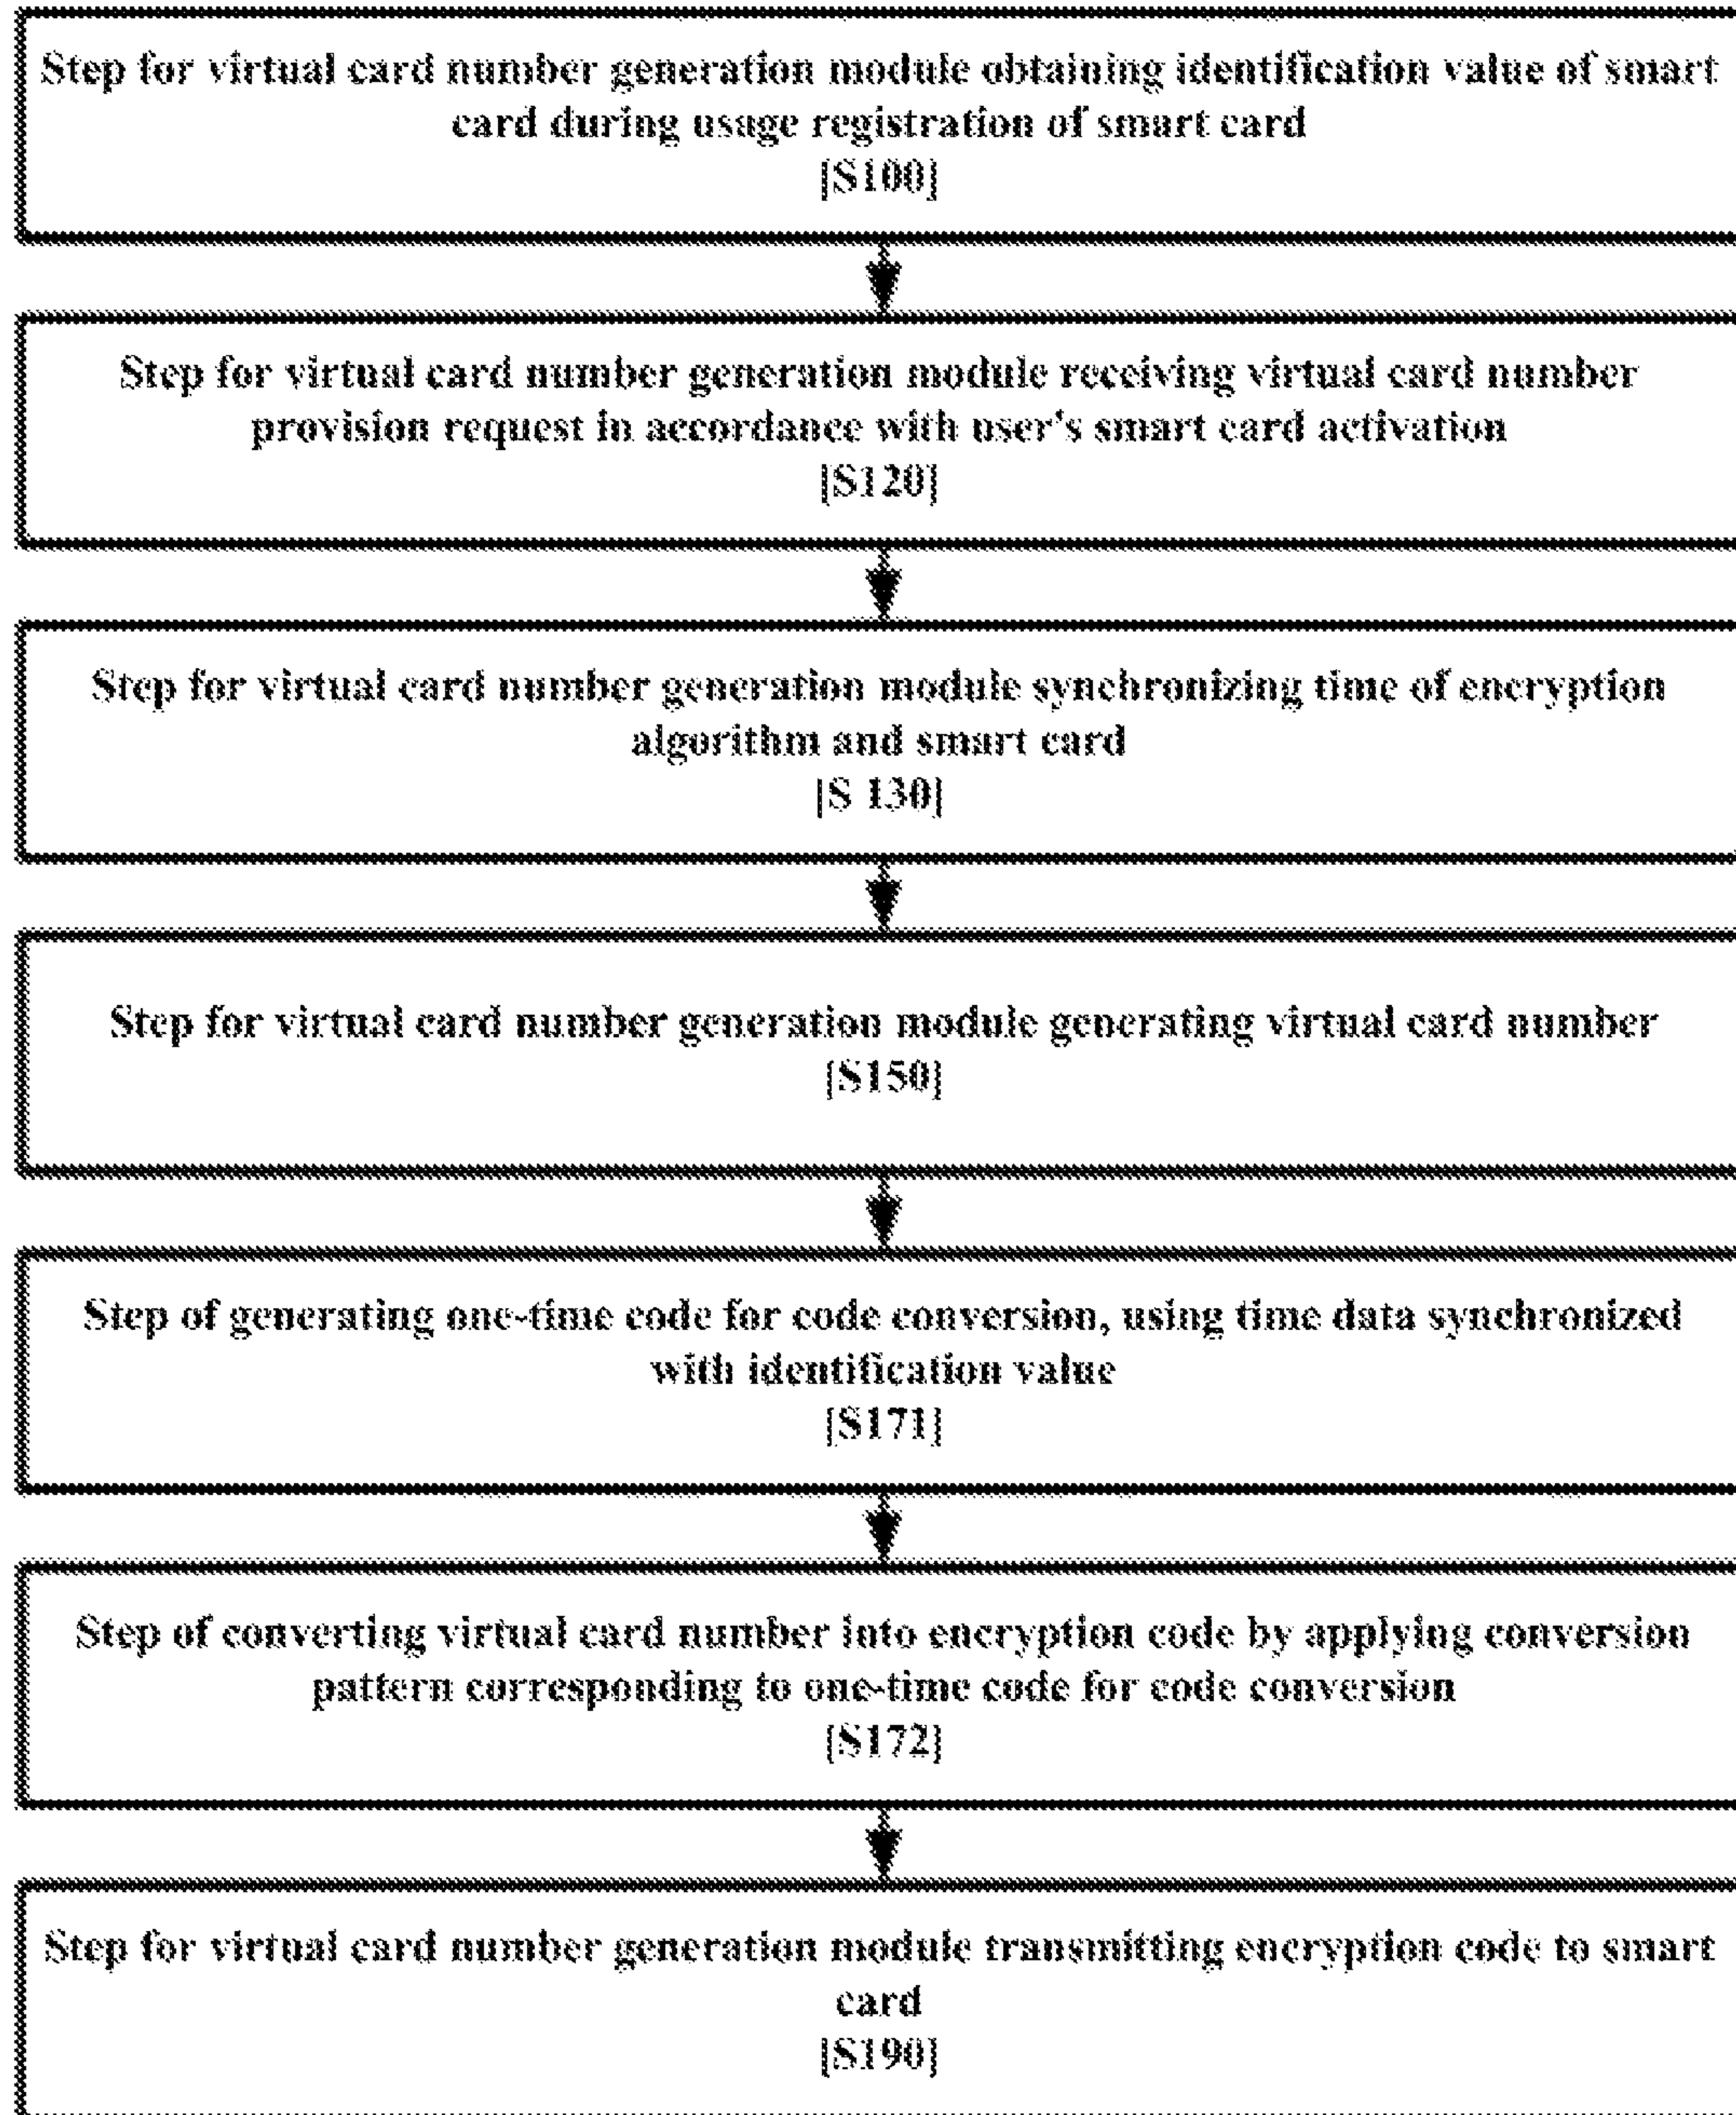 Step for virtual card number generation module obtaining identification value of smart
card during usage registration of smart card
[S100]
Step for virtual card number generation module receiving virtual card number
provision request in accordance with user's smart card activation
[S120]
Step for virtual card number generation module synchronizing time of encryption
algorithm and smart card
[S 130]
Step for virtual card number generation module generating virtual card number
[S150]
Step of generating one-time code for code conversion, using time data synchronized
with identification value
[S171]
Step of converting virtual card number into encryption code by applying conversion
pattern corresponding to one-time code for code conversion
[S172]
Step for virtual card number generation module transmitting encryption code to smart
card
[S190]